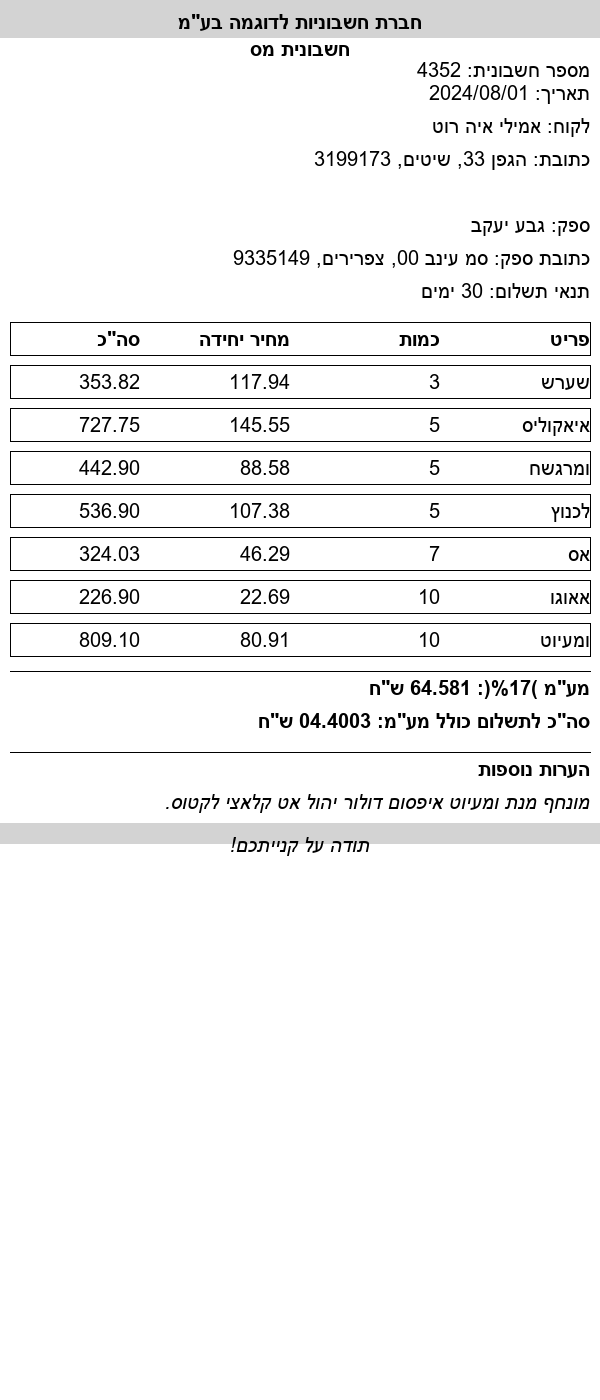 חברת חשבוניות לדוגמה בע"מ
חשבונית מס
מספר חשבונית: 4352
תאריך: 2024/08/01
לקוח: אמילי איה רוט
כתובת: הגפן 33, שיטים, 3199173
ספק: גבע יעקב
כתובת ספק: סמ עינב 00, צפרירים, 9335149
תנאי תשלום: 30 ימים
פריט כמות מחיר יחידה סה"כ
שערש 3 117.94 353.82
איאקוליס 5 145.55 727.75
ומרגשח 5 88.58 442.90
לכנוץ 5 107.38 536.90
אס 7 46.29 324.03
אאוגו 10 22.69 226.90
ומעיוט 10 80.91 809.10
מע"מ )17%(: 64.581 ש"ח
סה"כ לתשלום כולל מע"מ: 04.4003 ש"ח
הערות נוספות
מונחף מנת ומעיוט איפסום דולור יהול אט קלאצי לקטוס.
תודה על קנייתכם!